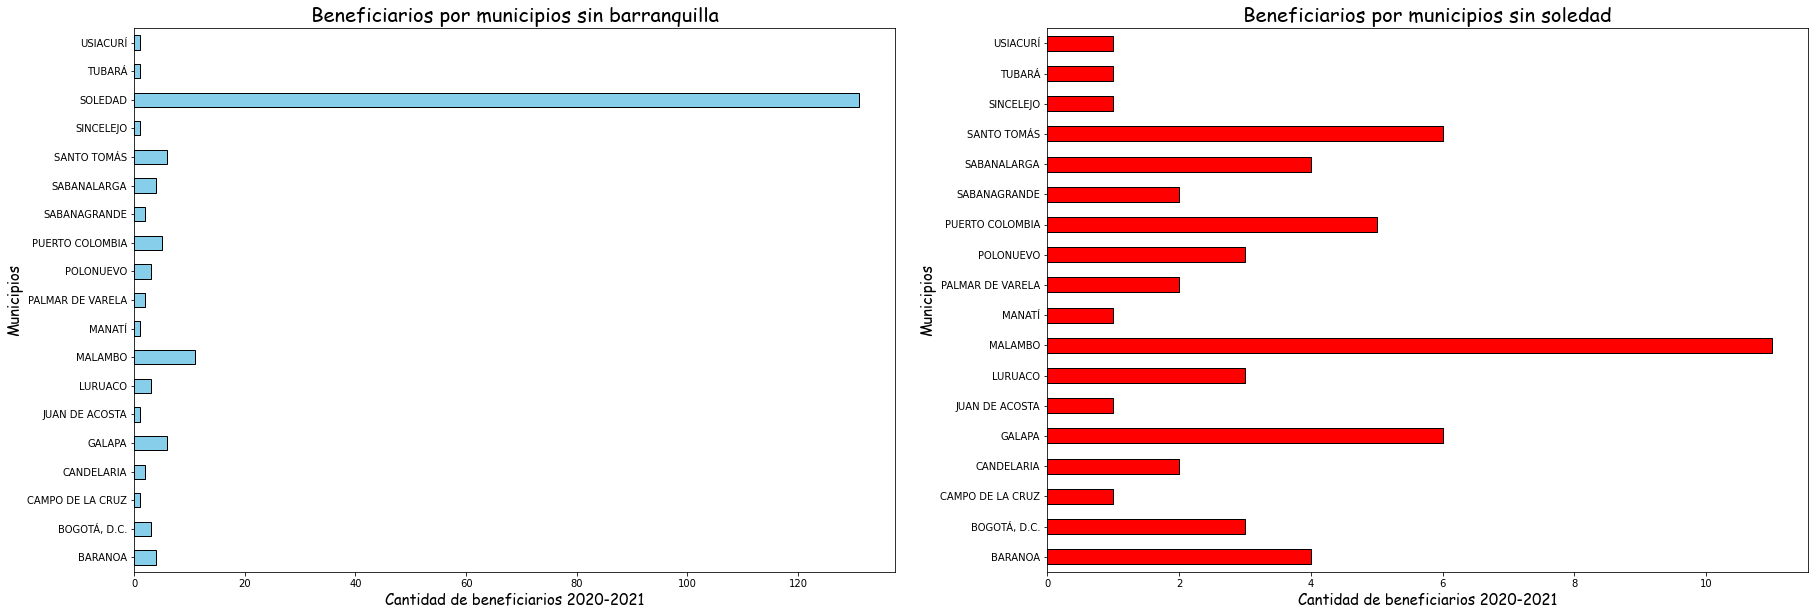 Beneficiarios por municipios sin barranquilla
USIACURÍ
TUBARÁ
SOLEDAD
SINCELEJO
SANTO TOMÁS
SABANALARGA
SABANAGRANDE
PUERTO COLOMBIA
POLONUEVO
PALMAR DE VARELA
MANATÍ
MALAMBO
LURUACO
JUAN DE ACOSTA
GALAPA
CANDELARIA
CAMPO DE LA CRUZ
BOGOTÁ, D.C.
BARANOA
Municipios
0 20 40 60 80 100 120
Cantidad de beneficiarios 2020-2021
Beneficiarios por municipios sin soledad
USIACURÍ
TUBARÁ
SINCELEJO
SANTO TOMÁS
SABANALARGA
SABANAGRANDE
PUERTO COLOMBIA
POLONUEVO
PALMAR DE VARELA
MANATÍ
MALAMBO
LURUACO
JUAN DE ACOSTA
GALAPA
CANDELARIA
CAMPO DE LA CRUZ
BOGOTÁ, D.C.
BARANOA
Municipios
0 2 4 6 8 10
Cantidad de beneficiarios 2020-2021